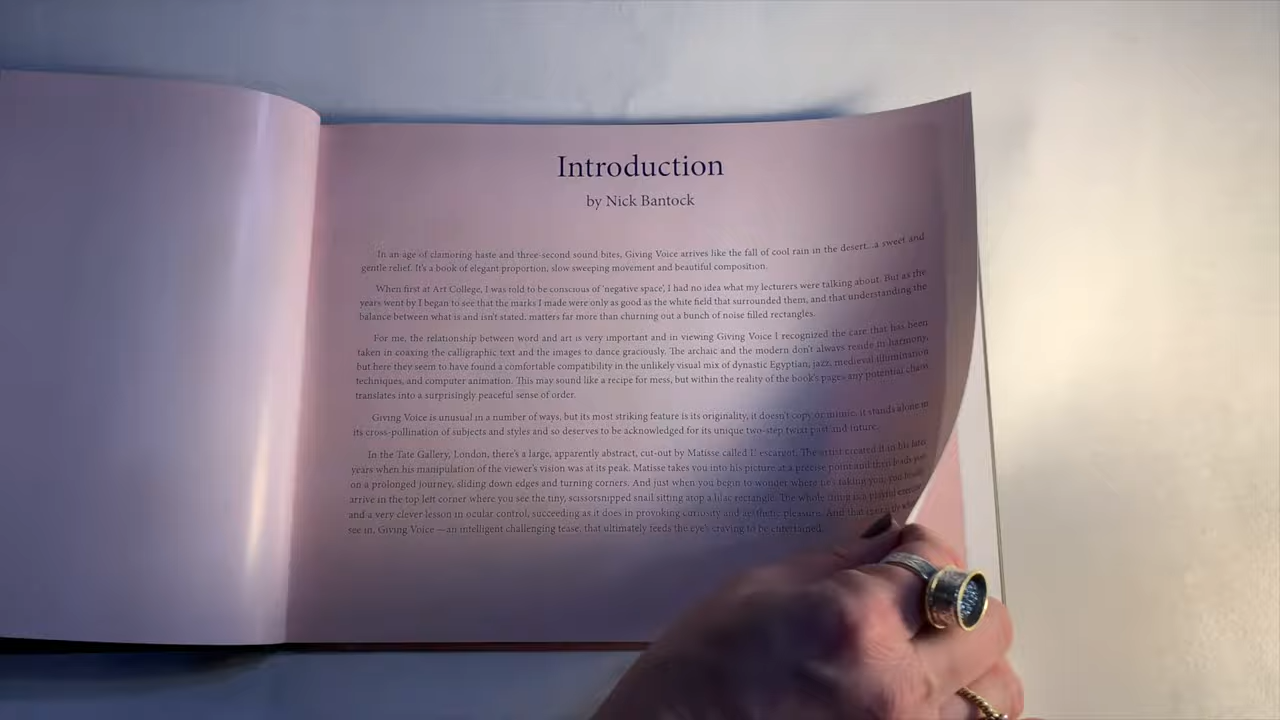 Introduction
by Nick Bantock
In an age of clamoring haste and three-second sound bites, Giving Voice arrives like the fall of cool rain in the desert...a sweet and
gentle relief. It's a book of elegant proportion, slow sweeping movement and beautiful composition.
When first at Art College, I was told to be conscious of 'negative space', I had no idea what my lecturers were talking about. But as the
years went by I began to see that the marks I made were only as good as the white field that surrounded them, and that understanding the
balance between what is and isn't stated, matters far more than churning out a bunch of noise filled rectangles.
For me, the relationship between word and art is very important and in viewing Giving Voice I recognized the care that has been
taken in coaxing the calligraphic text and the images to dance graciously. The archaic and the modern don't always reside in harmony,
but here they seem to have found a comfortable compatibility in the unlikely visual mix of dynastic Egyptian, jazz, medieval illumination
techniques, and computer animation. This may sound like a recipe for mess, but within the reality of the book's pages any potential chaos
translates into a surprisingly peaceful sense of order.
Giving Voice is unusual in a number of ways, but its most striking feature is its originality, it doesn't copy or mimic, it stands alone in
its cross-pollination of subjects and styles and so deserves to be acknowledged for its unique two-step twixt past and future.
In the Tate Gallery, London, there's a large, apparently abstract, cut-out by Matisse called L' escargot. The artist created it in his later
years when his manipulation of the viewer's vision was at its peak. Matisse takes you into his picture at a precise point and then leads you
on a prolonged journey, sliding down edges and turning corners. And just when you begin to wonder where he's taking you, you finally
arrive in the top left corner where you see the tiny, scissorsnipped snail sitting atop a lilac rectangle. The whole thing is a playful exercise
and a very clever lesson in ocular control, succeeding as it does in provoking curiosity and aesthetic pleasure. And that is exactly what
see in, Giving Voice—an intelligent challenging tease, that ultimately feeds the eye's craving to be entertained.